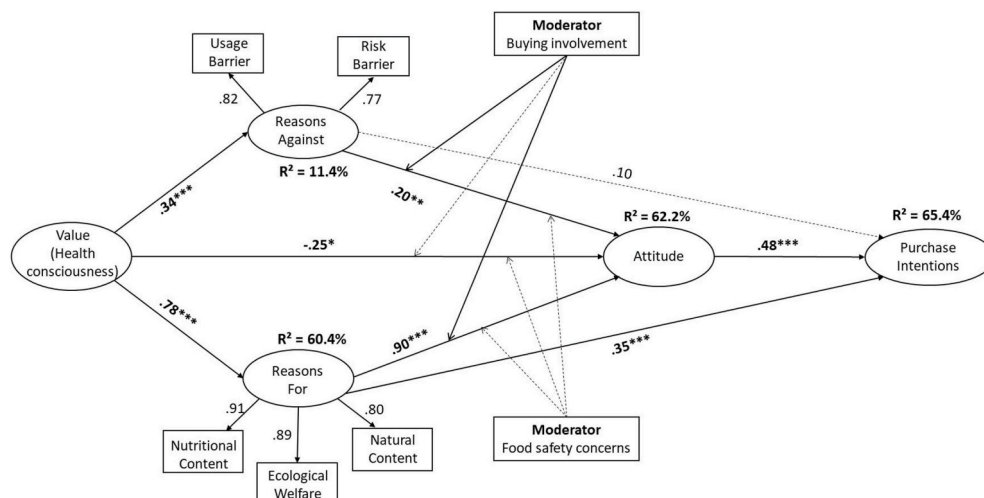 Moderator
Buying involvement
Usage
Barrier
Risk
Barrier
.82
.77
Reasons
Against
R² = 11.4%
.10
.20**
.34***
R² = 62.2%
R² = 65.4%
Value
(Health
consciousness)
-.25*
Attitude
.48***
Purchase
Intentions
.78***
R² = 60.4%
.90***
.35***
Reasons
For
.91
.89
.80
Nutritional
Content
Ecological
Welfare
Natural
Content
Moderator
Food safety concerns